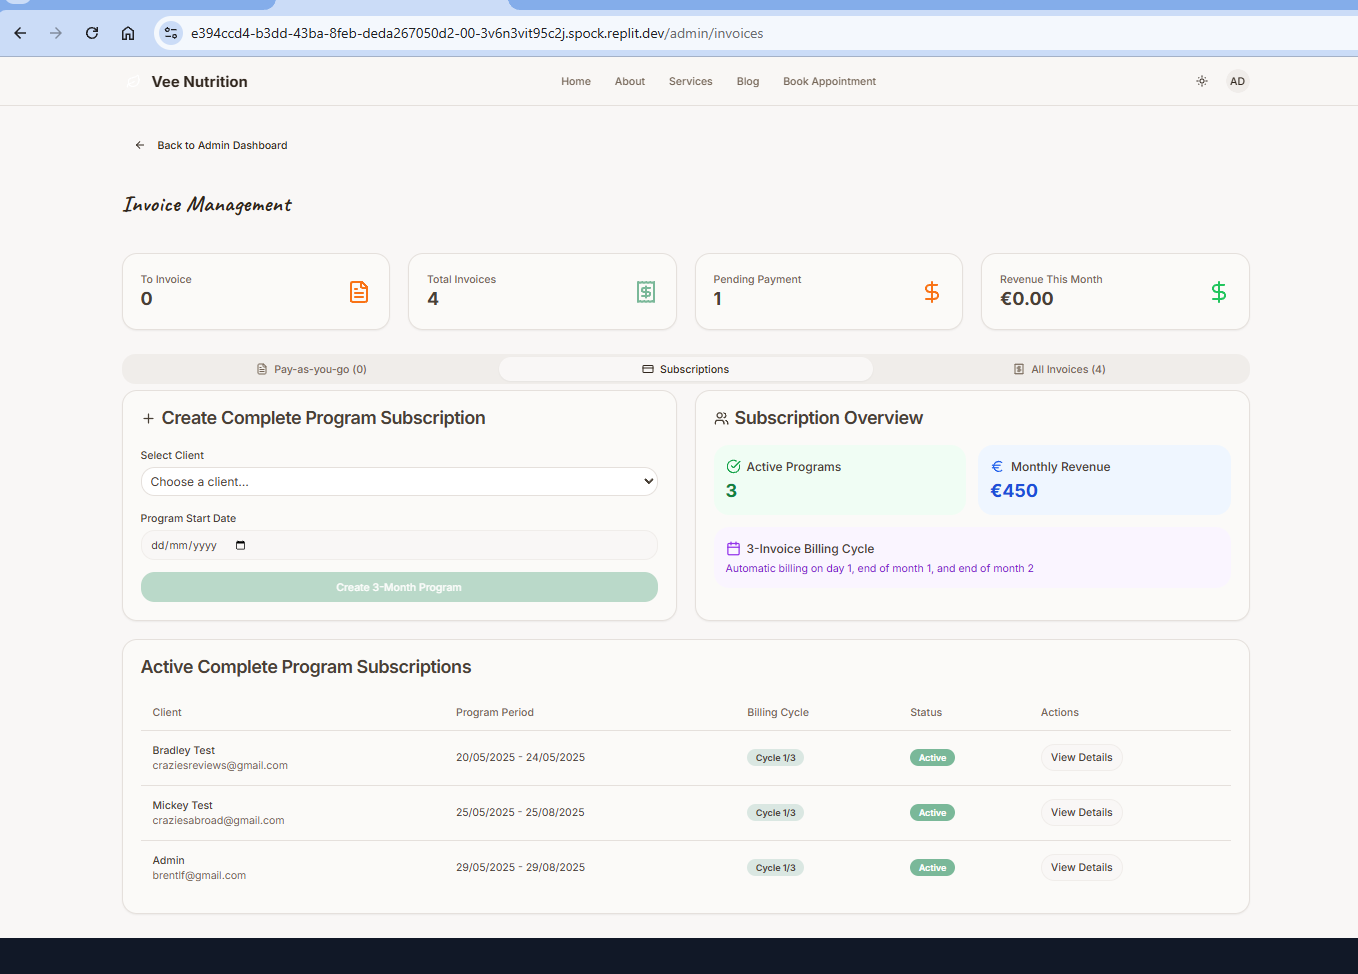 e394ccd4-b3dd-43ba-8feb-deda267050d2-00-3v6n3vit95c2j.spock.replit.dev/admin/invoices
Vee Nutrition
Home About Services Blog Book Appointment
AD
Back to Admin Dashboard
Invoice Management
To Invoice
0
Total Invoices
4
Pending Payment
1
Revenue This Month
€0.00
Pay-as-you-go (0)
Subscriptions
All Invoices (4)
Create Complete Program Subscription
Select Client
Choose a client...
Program Start Date
dd/mm/yyyy
Create 3-Month Program
Subscription Overview
Active Programs
3
Monthly Revenue
€450
3-Invoice Billing Cycle
Automatic billing on day 1, end of month 1, and end of month 2
Active Complete Program Subscriptions
Client Program Period Billing Cycle Status Actions
Bradley Test
craziesreviews@gmail.com
20/05/2025 - 24/05/2025 Cycle 1/3 Active View Details
Mickey Test
craziesabroad@gmail.com
25/05/2025 - 25/08/2025 Cycle 1/3 Active View Details
Admin
brentlf@gmail.com
29/05/2025 - 29/08/2025 Cycle 1/3 Active View Details